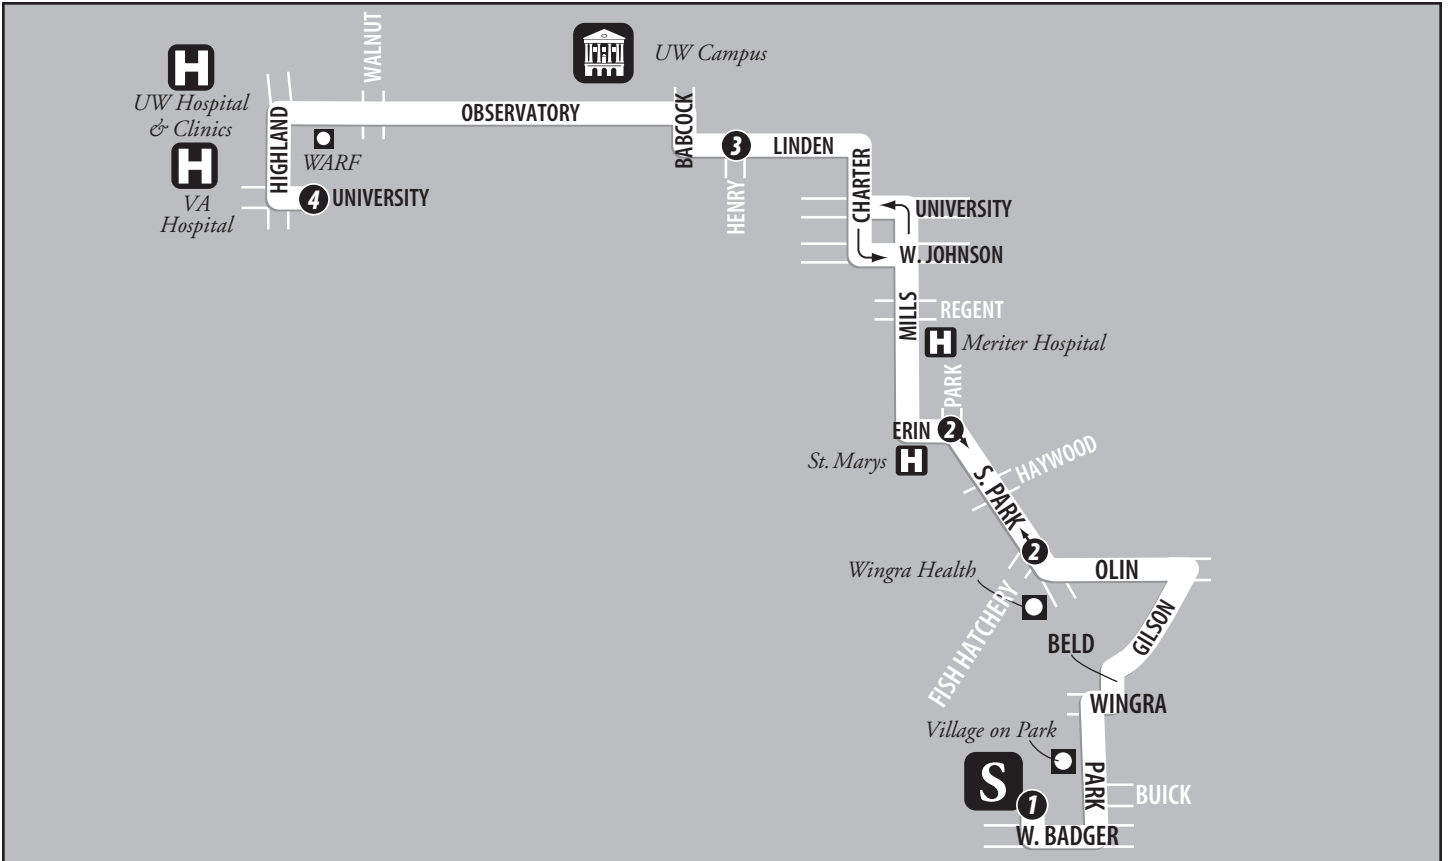 WALNUT
UW Campus
H
UW Hospital
& Clinics
HIGHLAND
OBSERVATORY
BABCOCK
WARF
H
VA
Hospital
4 UNIVERSITY
3 LINDEN
HENRY
CHARTER
UNIVERSITY
W. JOHNSON
MILLS
REGENT
H Meriter Hospital
PARK
ERIN 2
St. Marys H
HAYWOOD
S. PARK
2
Wingra Health
OLIN
FISH HATCHERY
GILSON
BELD
WINGRA
Village on Park
S
1
PARK
BUICK
W. BADGER